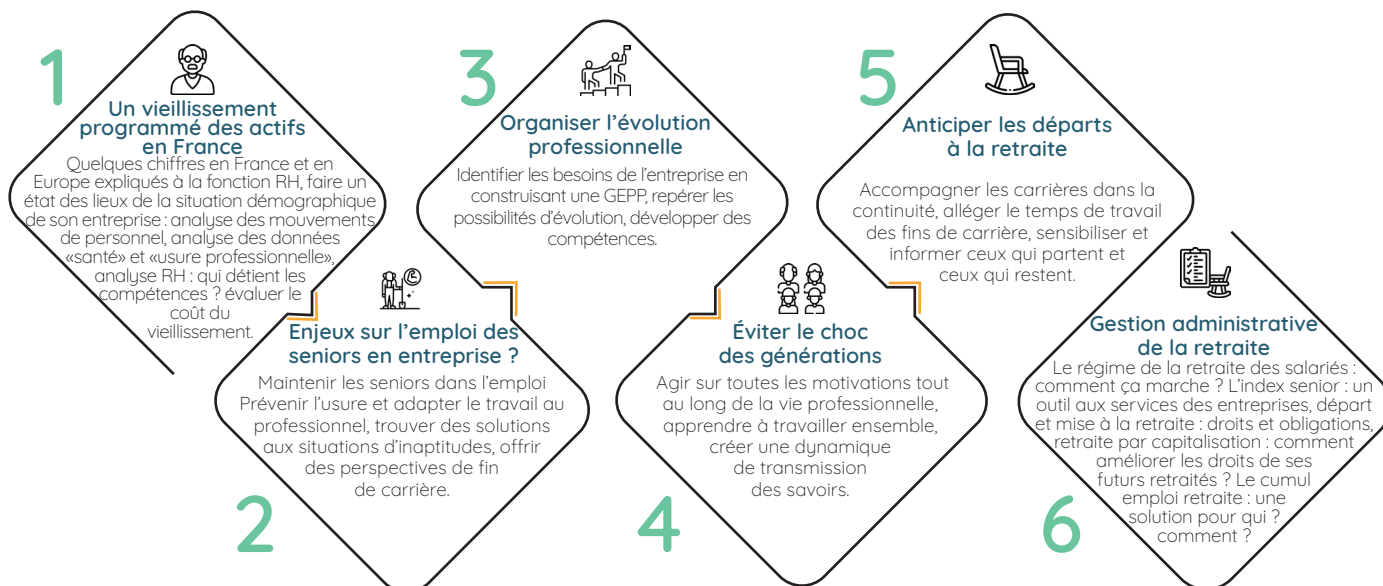 1
Un vieillissement
programmé des actifs
en France
Quelques chiffres en France et en
Europe expliqués à la fonction RH, faire un
état des lieux de la situation démographique
de son entreprise : analyse des mouvements
de personnel, analyse des données
«santé» et «usure professionnelle»,
analyse RH : qui détient les
compétences ? évaluer le
coût du
vieillissement.
2
Enjeux sur l’emploi des
seniors en entreprise ?
Maintenir les seniors dans l’emploi
Prévenir l’usure et adapter le travail au
professionnel, trouver des solutions
aux situations d’inaptitudes, offrir
des perspectives de fin
de carrière.
3
Organiser l’évolution
professionnelle
Identifier les besoins de l’entreprise en
construisant une GEPP, repérer les
possibilités d’évolution, développer des
compétences.
4
Éviter le choc
des générations
Agir sur toutes les motivations tout
au long de la vie professionnelle,
apprendre à travailler ensemble,
créer une dynamique
de transmission
des savoirs.
5
Anticiper les départs
à la retraite
Accompagner les carrières dans la
continuité, alléger le temps de travail
des fins de carrière, sensibiliser et
informer ceux qui partent et
ceux qui restent.
6
Gestion administrative
de la retraite
Le régime de la retraite des salariés :
comment ça marche ? L’index senior : un
outil aux services des entreprises, départ
et mise à la retraite : droits et obligations,
retraite par capitalisation : comment
améliorer les droits de ses
futurs retraités ? Le cumul
emploi retraite : une
solution pour qui ?
comment ?